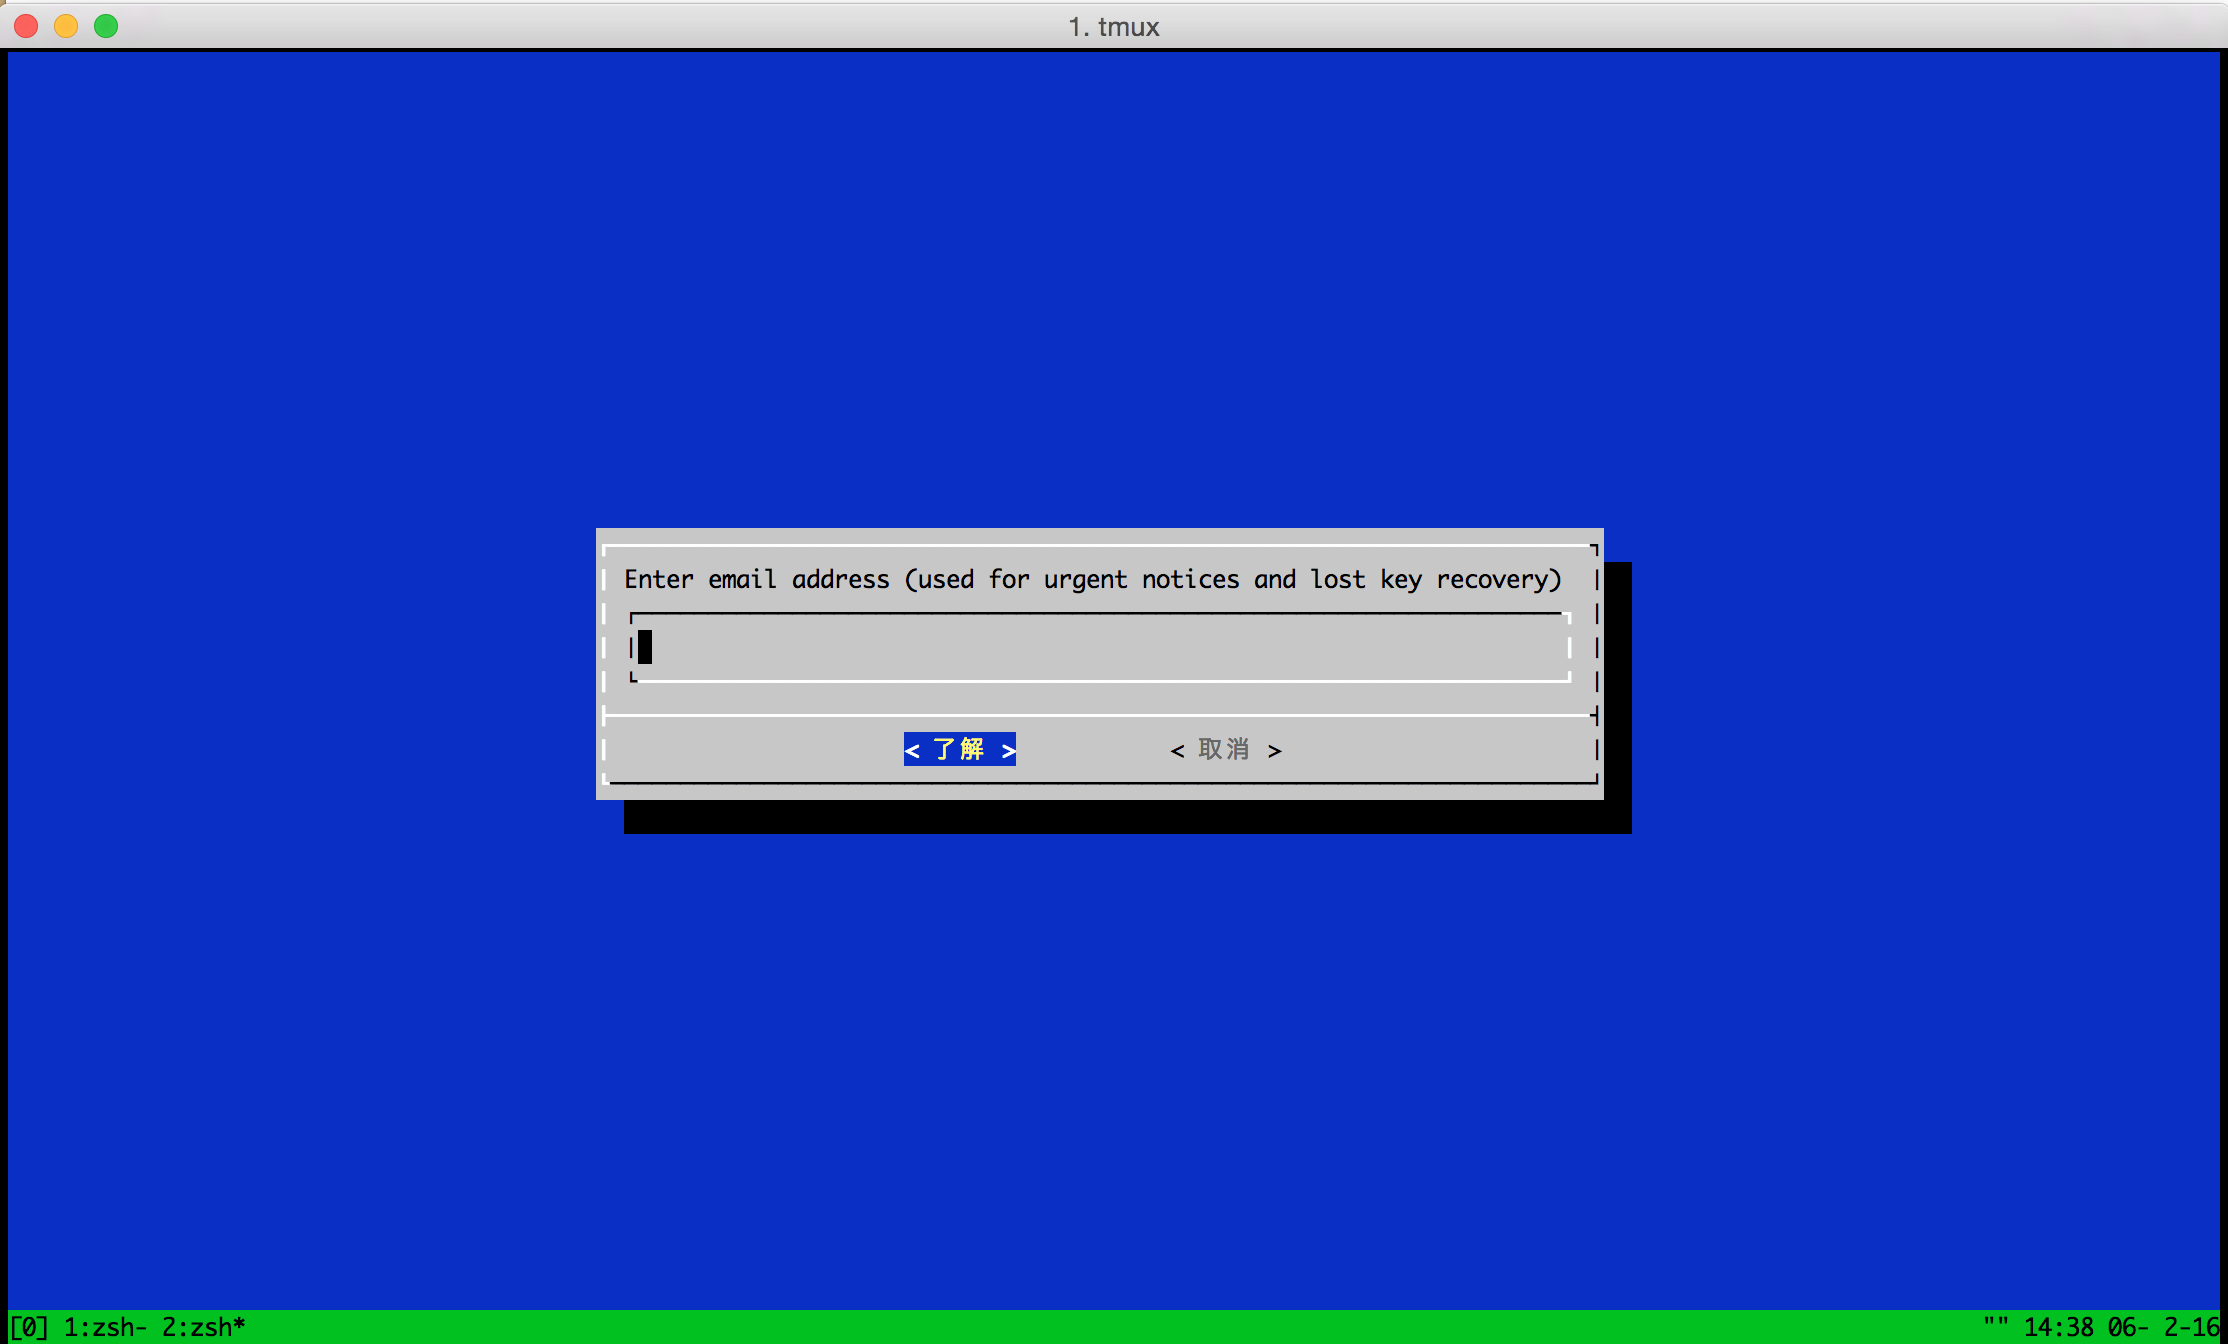 1. tmux
Enter email address (used for urgent notices and lost key recovery)
< 了解 > < 取消 >
[0] 1:zsh- 2:zsh* "" 14:38 06- 2-16